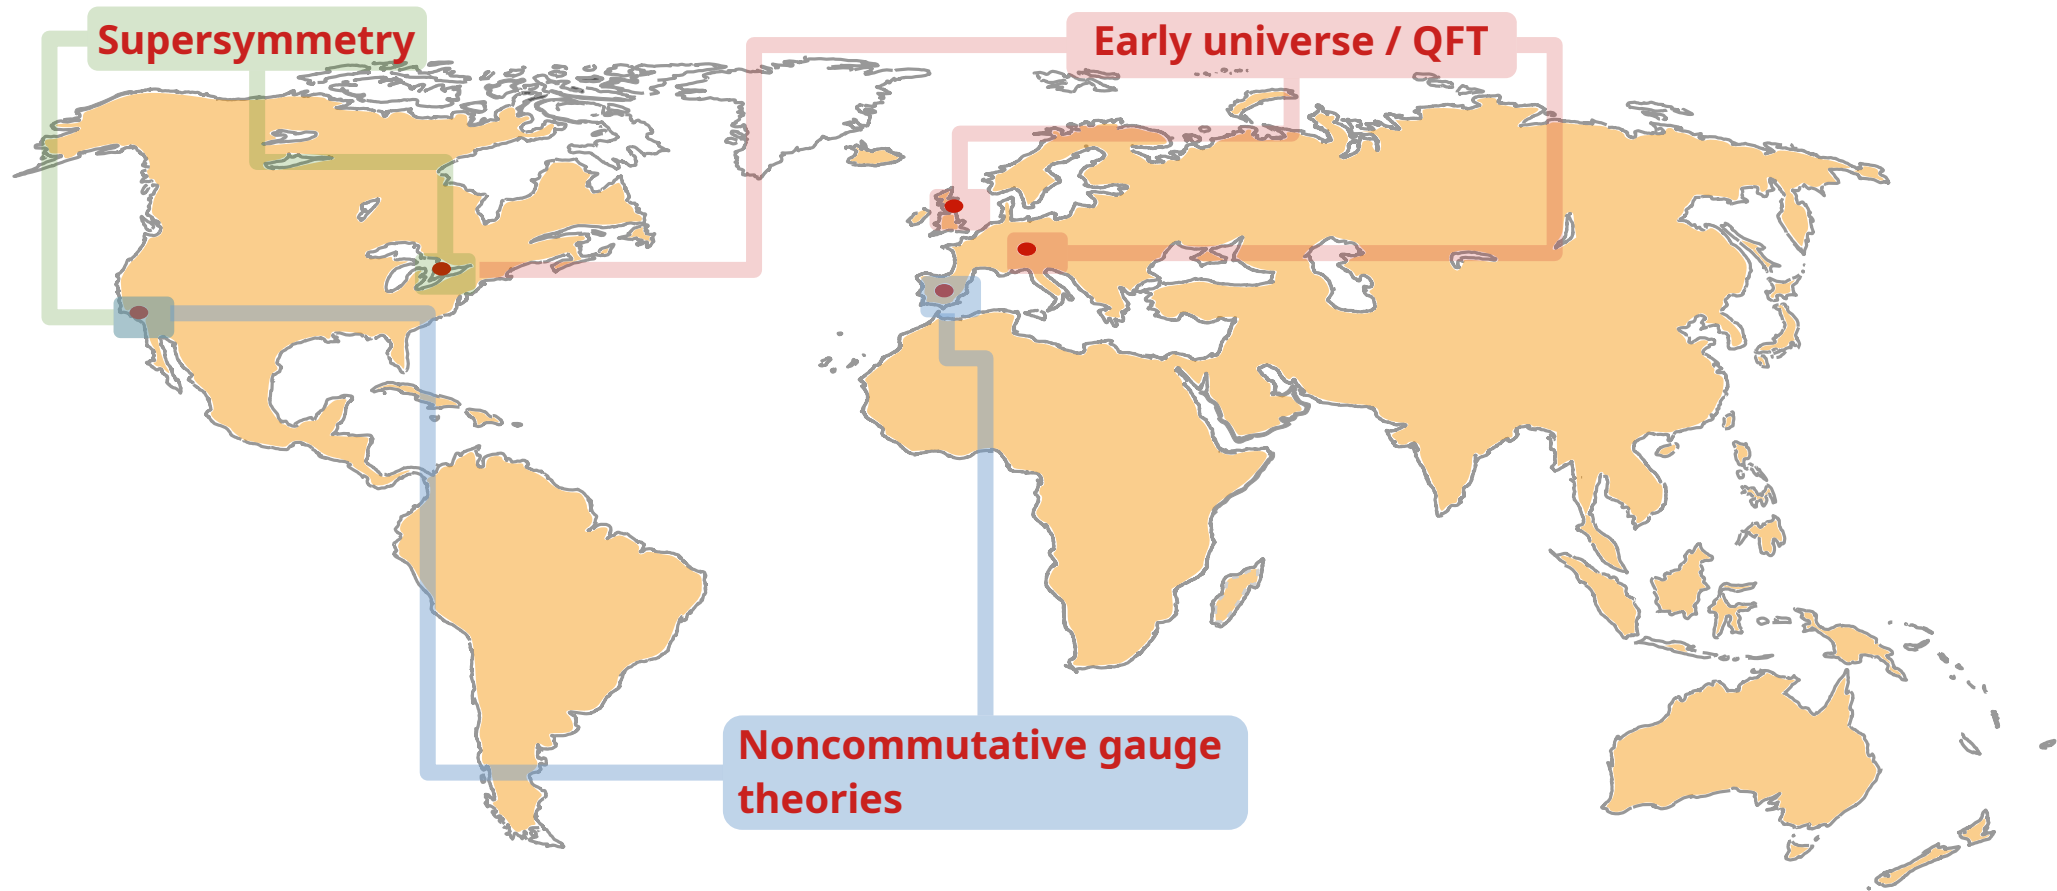 Supersymmetry
Early universe / QFT
Noncommutative gauge
theories